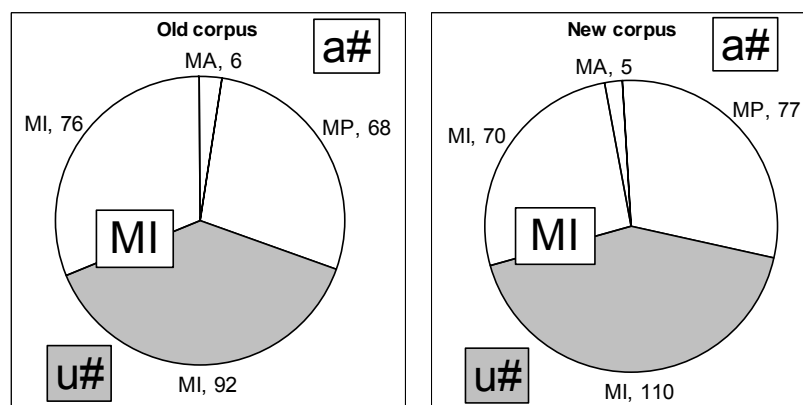 Old corpus
a#
MA, 6
MI, 76
MP, 68
MI
u#
MI, 92
New corpus
a#
MA, 5
MP, 77
MI, 70
MI
u#
MI, 110